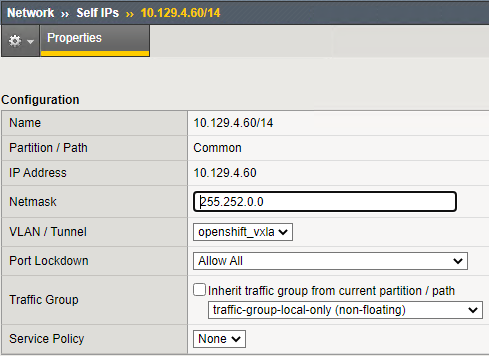 Network ›› Self IPs ›› 10.129.4.60/14
Properties
Configuration
Name 10.129.4.60/14
Partition / Path Common
IP Address 10.129.4.60
Netmask 255.252.0.0
VLAN / Tunnel openshift_vxla
Port Lockdown Allow All
Traffic Group Inherit traffic group from current partition / path
traffic-group-local-only (non-floating)
Service Policy None